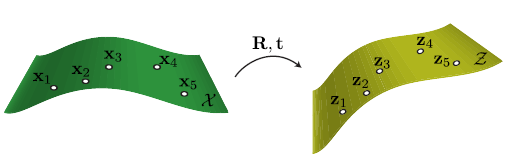 R, t
x₁ x₂ x₃ x₄ x₅ 𝒳
z₁ z₂ z₃ z₄ z₅ 𝒵